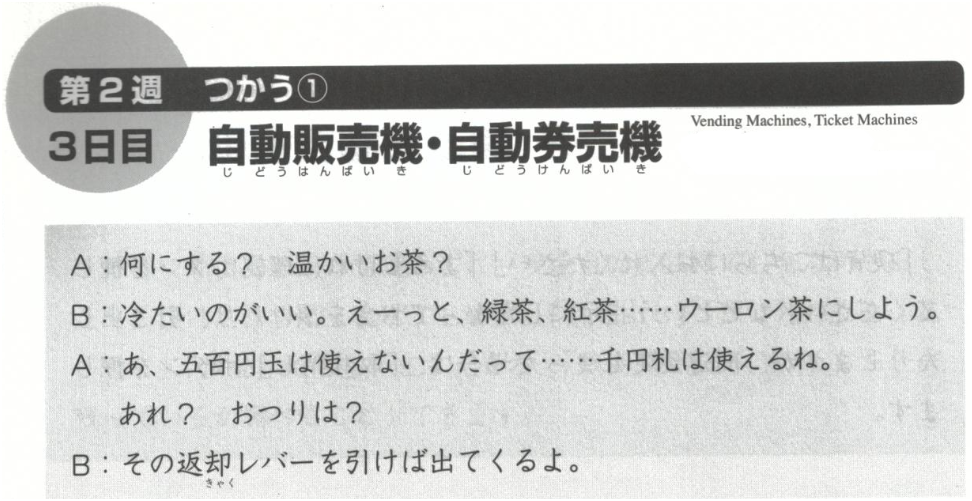 第2週 つかう①
3日目 自動販売機・自動券売機 Vending Machines, Ticket Machines
じどうはんばいき じどうけんばいき
A:何にする? 温かいお茶?
B:冷たいのがいい。えーっと、緑茶、紅茶……ウーロン茶にしよう。
A:あ、五百円玉は使えないんだって……千円札は使えるね。
あれ? おつりは?
B:その返却レバーを引けば出てくるよ。
きゃく